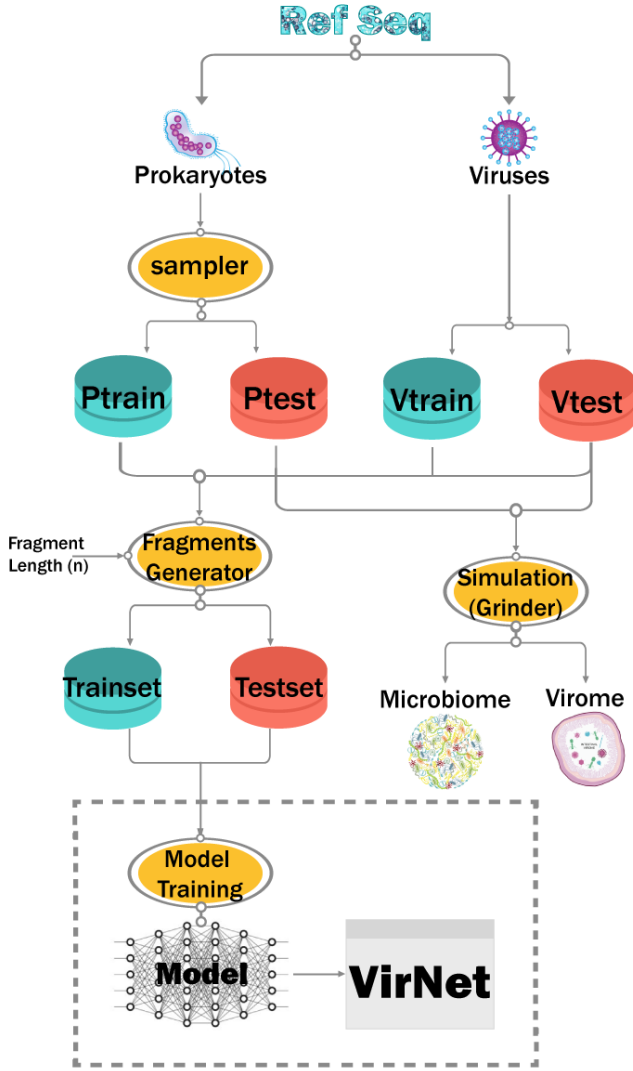 Ref Seq
Prokaryotes
Viruses
sampler
Ptrain
Ptest
Vtrain
Vtest
Fragment
Length (n)
Fragments
Generator
Simulation
(Grinder)
Trainset
Testset
Microbiome
Virome
Model
Training
Model
VirNet